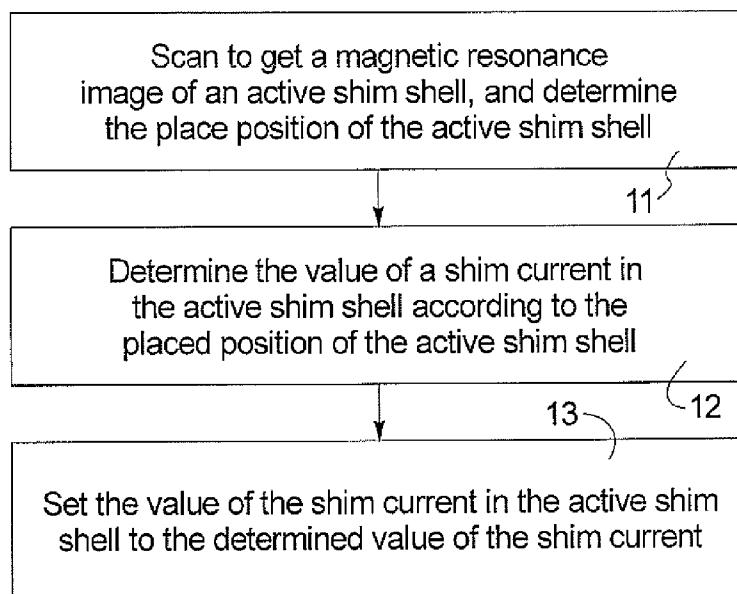 Scan to get a magnetic resonance
image of an active shim shell, and determine
the place position of the active shim shell
11
Determine the value of a shim current in
the active shim shell according to the
placed position of the active shim shell
12
13
Set the value of the shim current in the active shim
shell to the determined value of the shim current